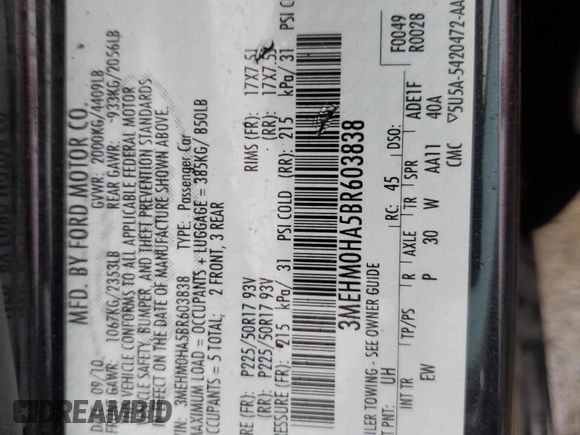 MFD. BY FORD MOTOR CO.
09/10 GVWR: 2000KG/4409LB
GAWR: 1067KG/2353LB REAR GAWR: 933KG/2056LB
VEHICLE CONFORMS TO ALL APPLICABLE FEDERAL MOTOR
VEHICLE SAFETY, BUMPER, AND THEFT PREVENTION STANDARDS
EFFECT ON THE DATE OF MANUFACTURE SHOWN ABOVE.
VIN: 3MEHM0HA5BR603838 TYPE: Passenger Car
MAXIMUM LOAD = OCCUPANTS + LUGGAGE = 385KG/ 850LB
OCCUPANTS = 5 TOTAL; 2 FRONT, 3 REAR
(FR): P225/50R17 93V RIMS (FR): 17X7.5J
(RR): P225/50R17 93V (RR): 17X7.5J
PRESSURE (FR): 215 kPa/ 31 PSI COLD (RR): 215 kPa/ 31 PSI COLD
3MEHM0HA5BR603838
TOWING - SEE OWNER GUIDE
PNT: UH RC: 45 DSO: F0049 R0028
INT TR TP/PS R AXLE TR SPR ADE1F
EW P 30 W AA11 40A
CMC ▽5U5A-5420472-AA
DREAMBID